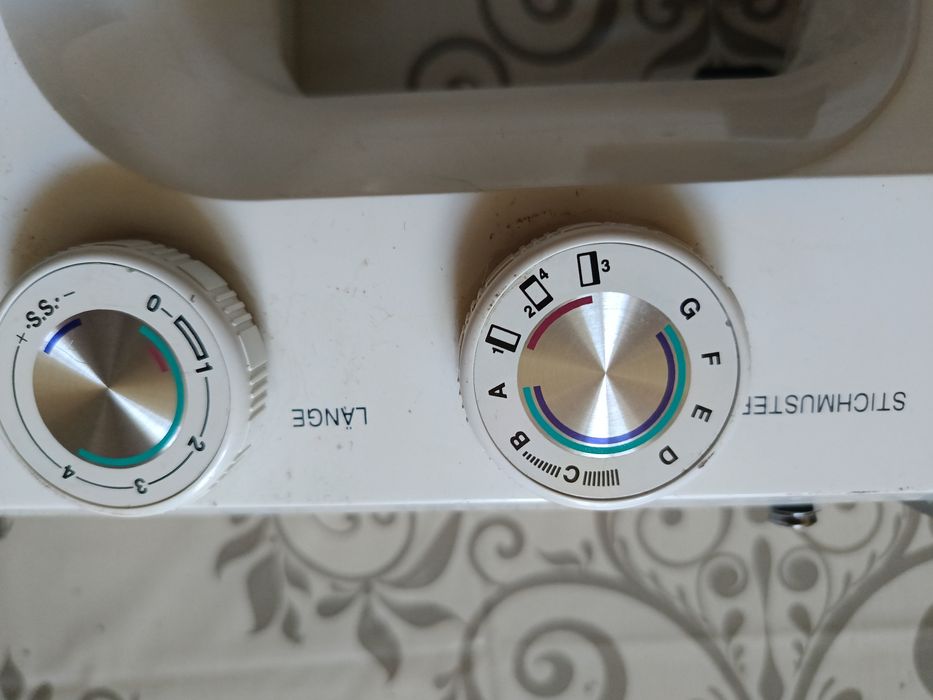 STICHMUSTER
1
2 4
3
A
B
C
D
E
F
G
LÄNGE
0
1
2
3
4
+ ·S.S.· –